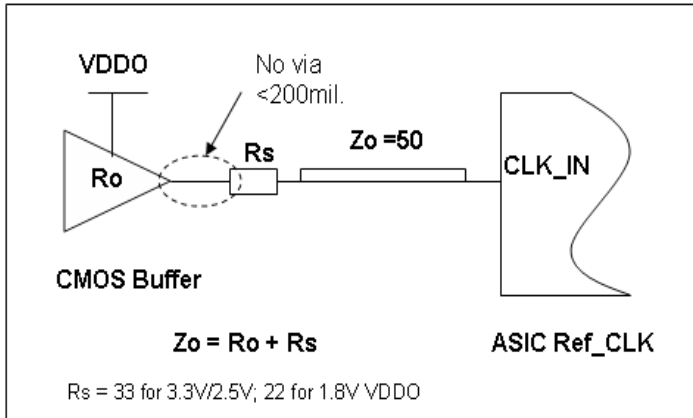 VDDO
No via
<200mil.
Rs
Zo =50
Ro
CLK_IN
CMOS Buffer
Zo = Ro + Rs
ASIC Ref_CLK
Rs = 33 for 3.3V/2.5V; 22 for 1.8V VDDO